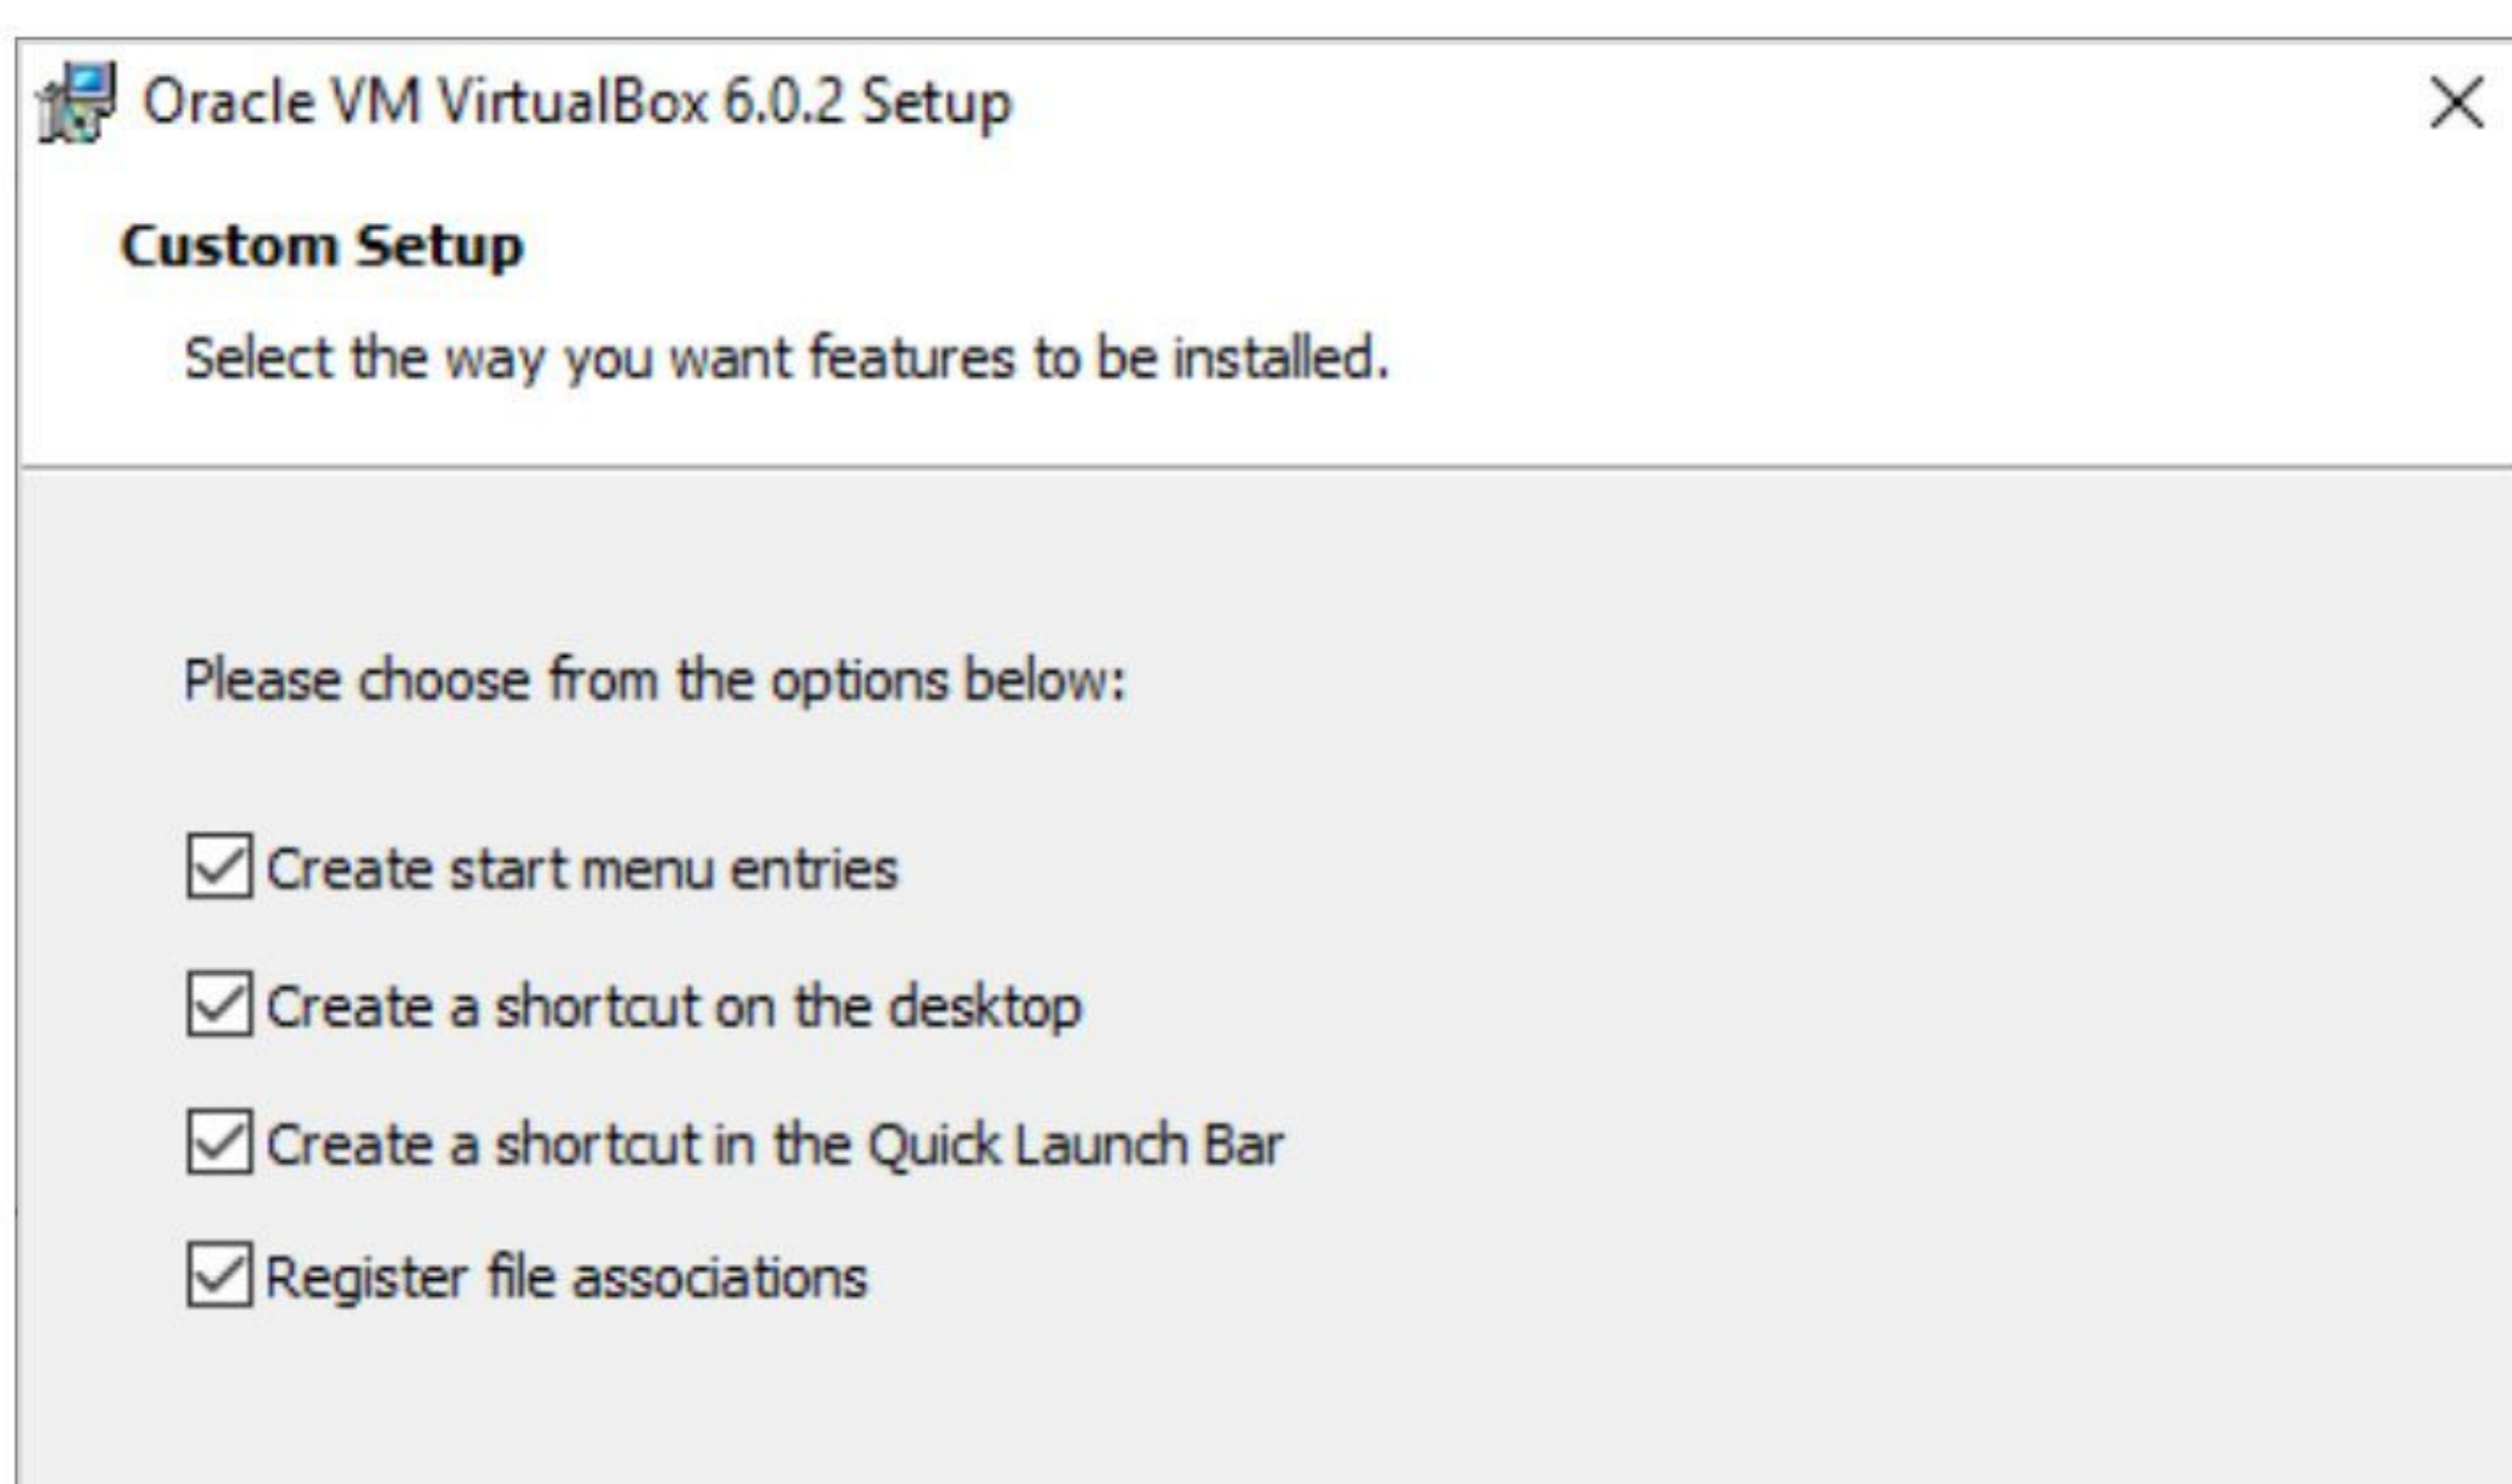 Oracle VM VirtualBox 6.0.2 Setup
Custom Setup
Select the way you want features to be installed.
Please choose from the options below:
Create start menu entries
Create a shortcut on the desktop
Create a shortcut in the Quick Launch Bar
Register file associations